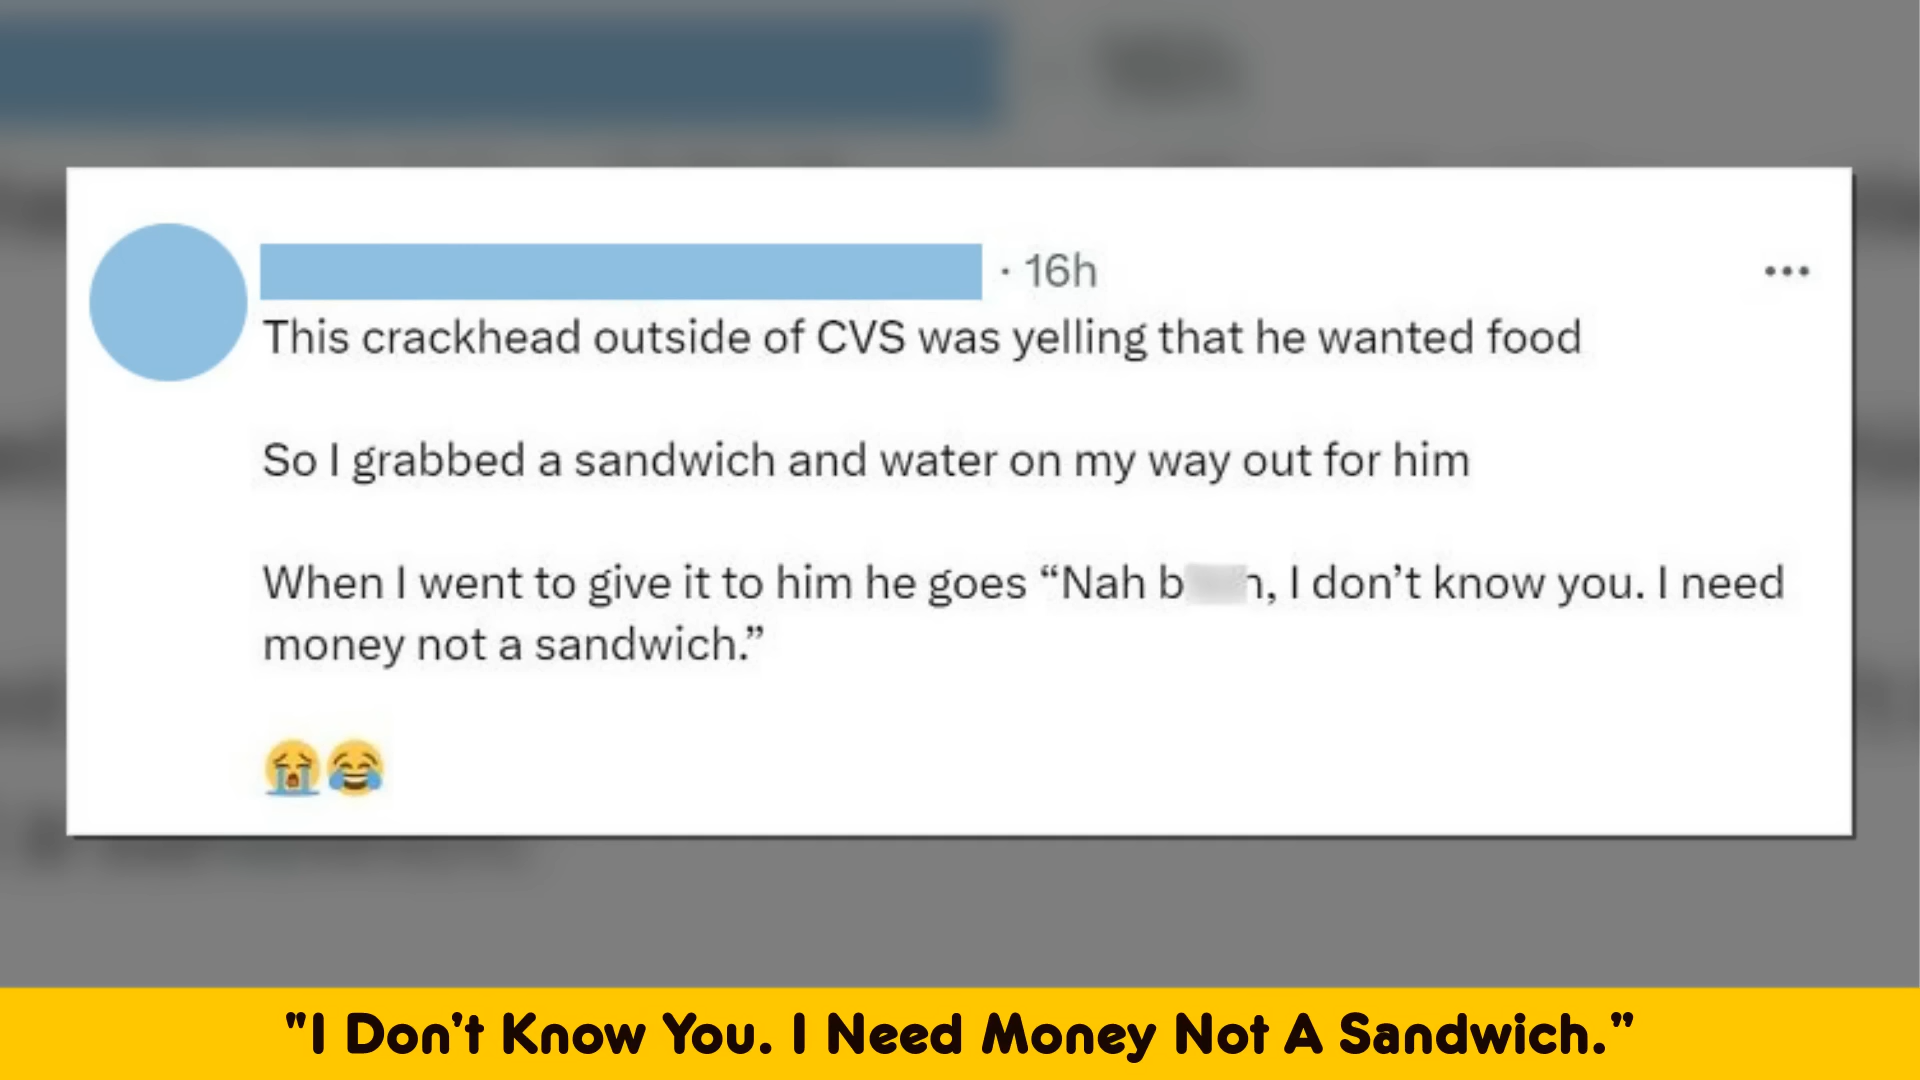 · 16h
This crackhead outside of CVS was yelling that he wanted food
So I grabbed a sandwich and water on my way out for him
When I went to give it to him he goes “Nah b n, I don’t know you. I need
money not a sandwich.”
😭😂
"I Don’t Know You. I Need Money Not A Sandwich.”